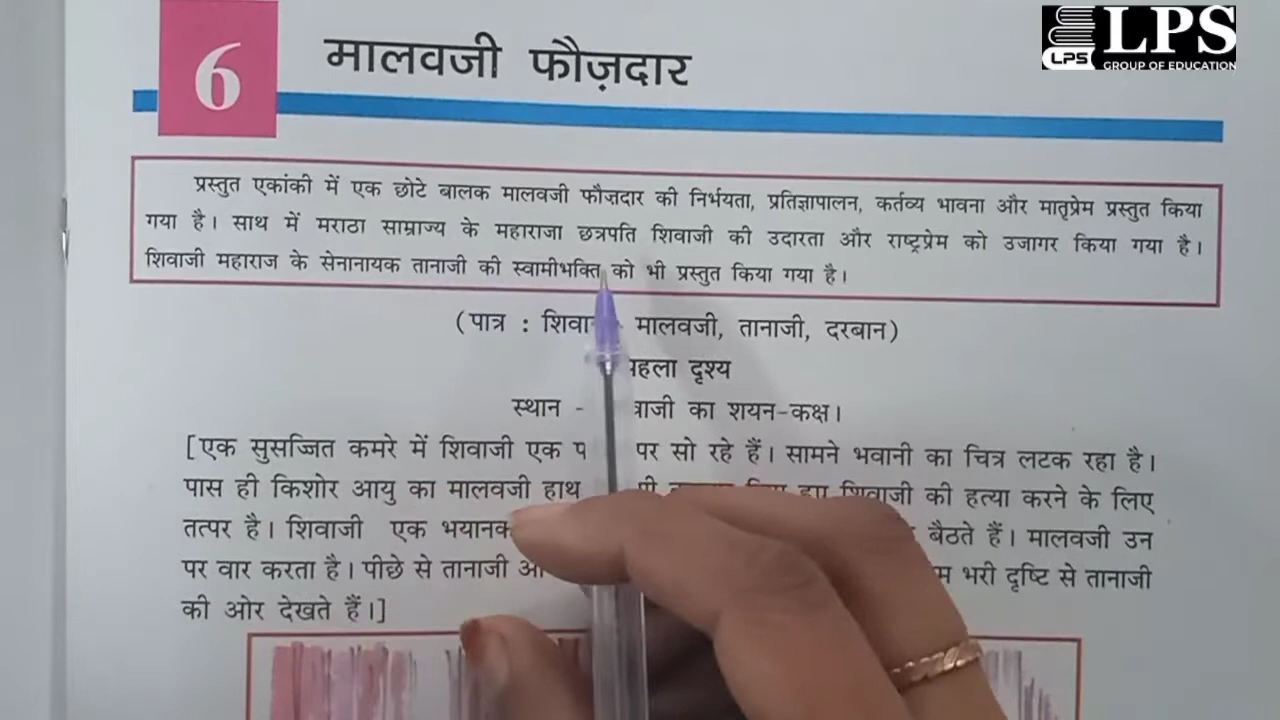 6
मालवजी फौज़दार
LPS
LPS
GROUP OF EDUCATION
प्रस्तुत एकांकी में एक छोटे बालक मालवजी फौज़दार की निर्भयता, प्रतिज्ञापालन, कर्तव्य भावना और मातृप्रेम प्रस्तुत किया
गया है। साथ में मराठा साम्राज्य के महाराजा छत्रपति शिवाजी की उदारता और राष्ट्रप्रेम को उजागर किया गया है।
शिवाजी महाराज के सेनानायक तानाजी की स्वामीभक्ति को भी प्रस्तुत किया गया है।
(पात्र : मालवजी, तानाजी, दरबान)
दृश्य
स्थान - का शयन-कक्ष।
[एक सुसज्जित कमरे में शिवाजी एक पर सो रहे हैं। सामने भवानी का चित्र लटक रहा है।
पास ही किशोर आयु का मालवजी हाथ शिवाजी की हत्या करने के लिए
तत्पर है। शिवाजी एक बैठते हैं। मालवजी उन
पर वार करता है। पीछे से तानाजी भरी दृष्टि से तानाजी
की ओर देखते हैं।]